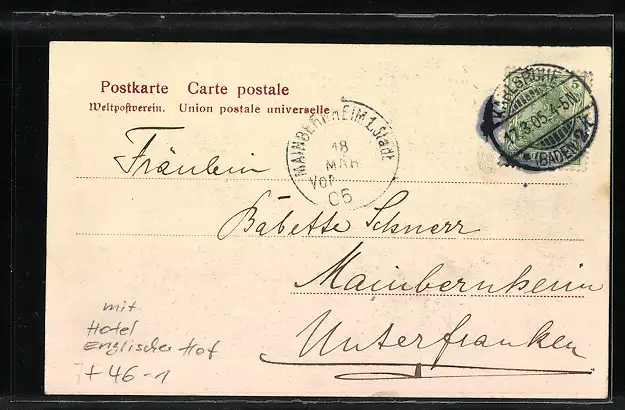 Postkarte Carte postale
Weltpostverein. Union postale universelle
KARLSRUHE
17.3.05.4-5N
(BADEN) 2
5
MAINBERNHEIM 1. Stadt
18
MAR
VOR
05
Fräulein
Babette Schnerr
Mainbernheim
Unterfranken
mit
Hotel
Englischer Hof
+ 46 -1